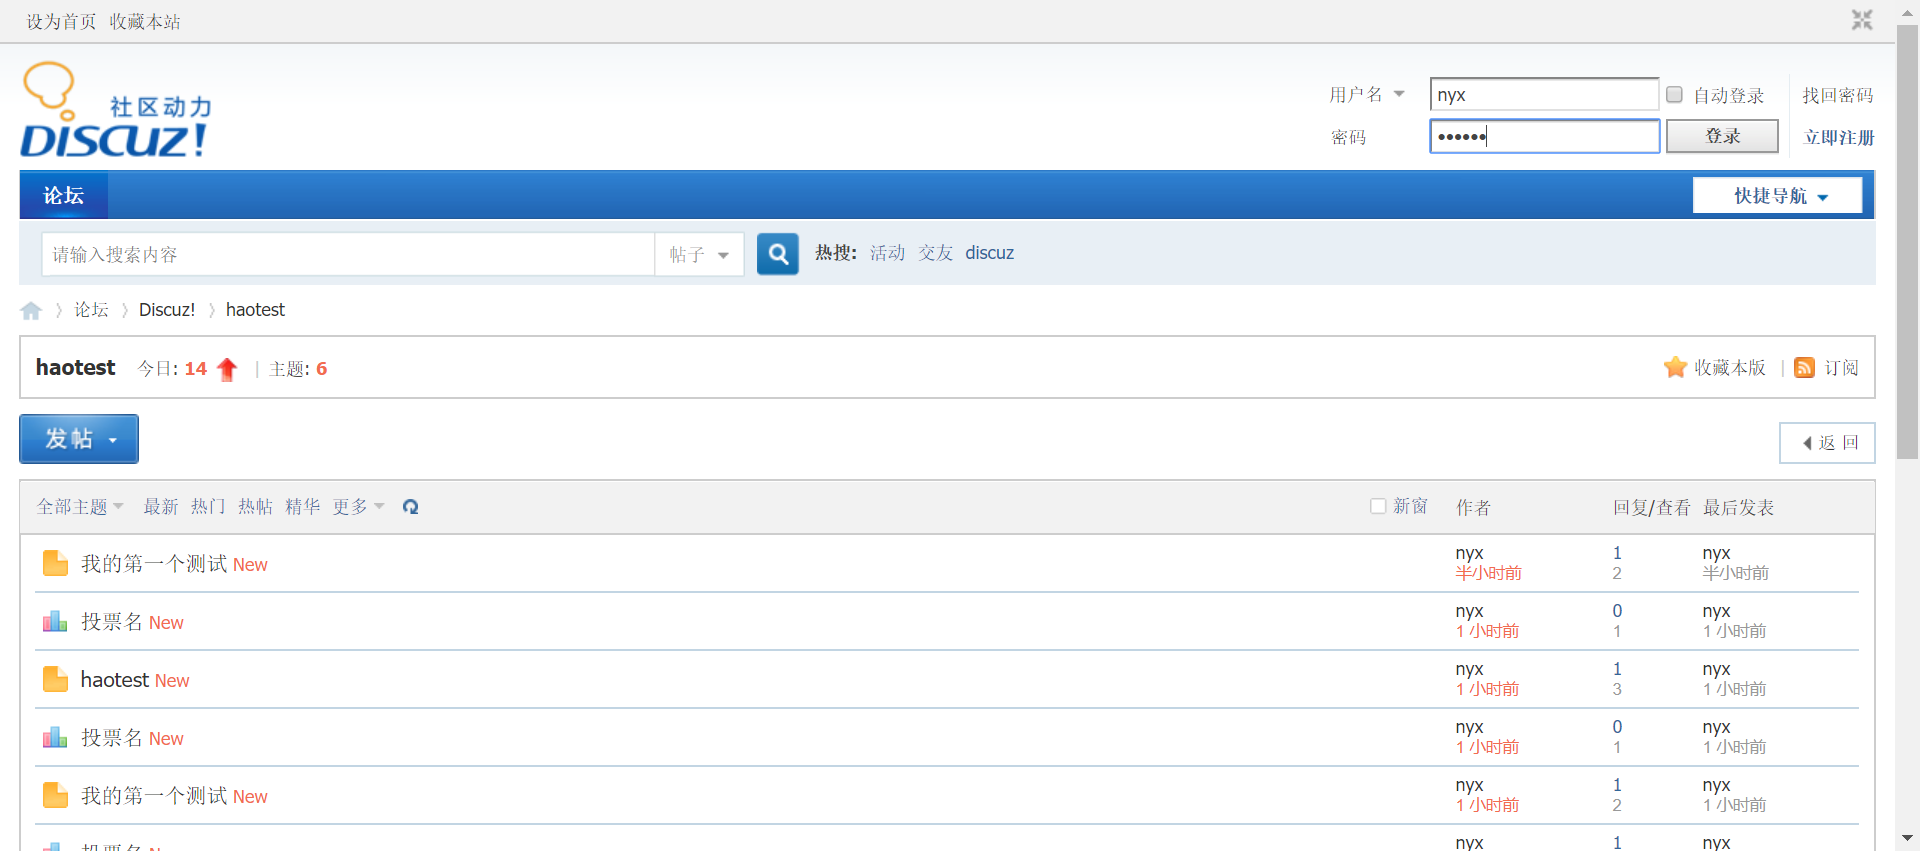 设为首页 收藏本站
社区动力
DISCUZ!
用户名 nyx 自动登录 找回密码
密码 •••••• 登录 立即注册
论坛 快捷导航
请输入搜索内容 帖子 热搜: 活动 交友 discuz
论坛 Discuz! haotest
haotest 今日: 14 主题: 6 收藏本版 订阅
发帖 返回
全部主题 最新 热门 热帖 精华 更多 新窗 作者 回复/查看 最后发表
我的第一个测试 New nyx 1 nyx
半小时前 2 半小时前
投票名 New nyx 0 nyx
1 小时前 1 1 小时前
haotest New nyx 1 nyx
1 小时前 3 1 小时前
投票名 New nyx 0 nyx
1 小时前 1 1 小时前
我的第一个测试 New nyx 1 nyx
1 小时前 2 1 小时前
nyx 1 nyx